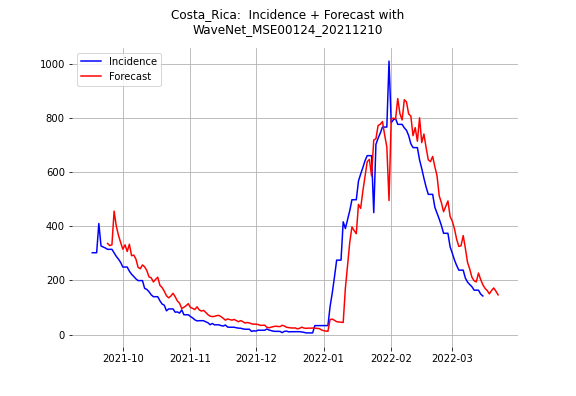 Costa_Rica:  Incidence + Forecast with
WaveNet_MSE00124_20211210
Incidence
Forecast
1000
800
600
400
200
0
2021-10 2021-11 2021-12 2022-01 2022-02 2022-03